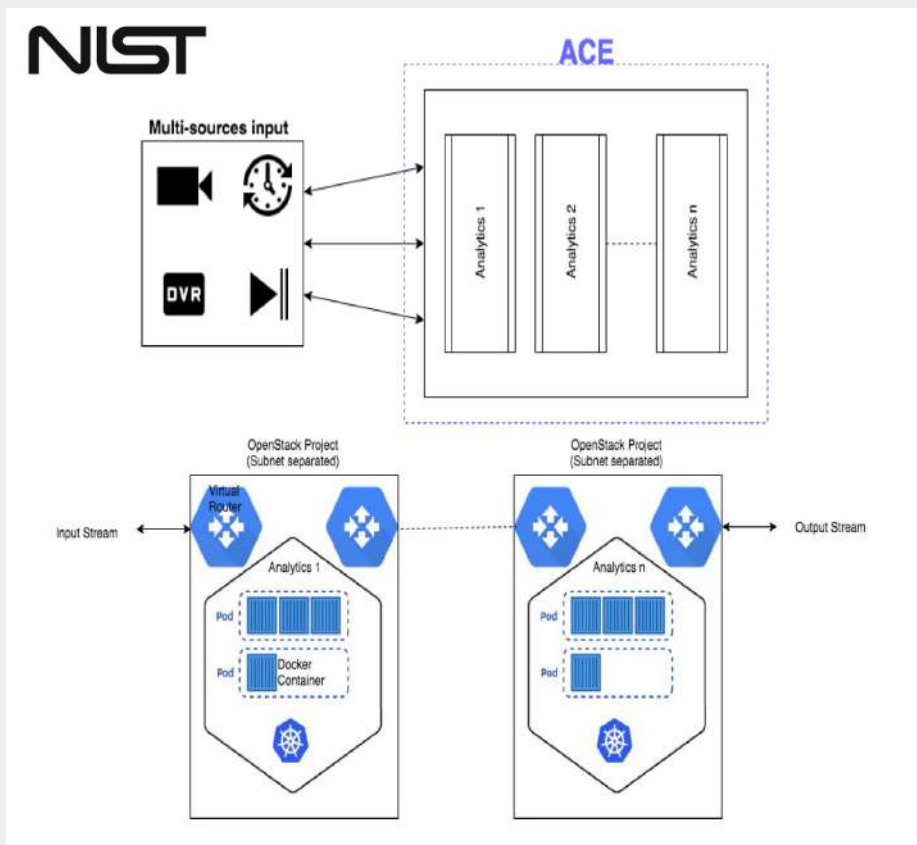 NIST
ACE
Multi-sources input
DVR
Analytics 1
Analytics 2
Analytics n
OpenStack Project
(Subnet separated)
OpenStack Project
(Subnet separated)
Virtual
Router
Input Stream
Output Stream
Analytics 1
Analytics n
Pod
Pod
Pod
Docker
Container
Pod